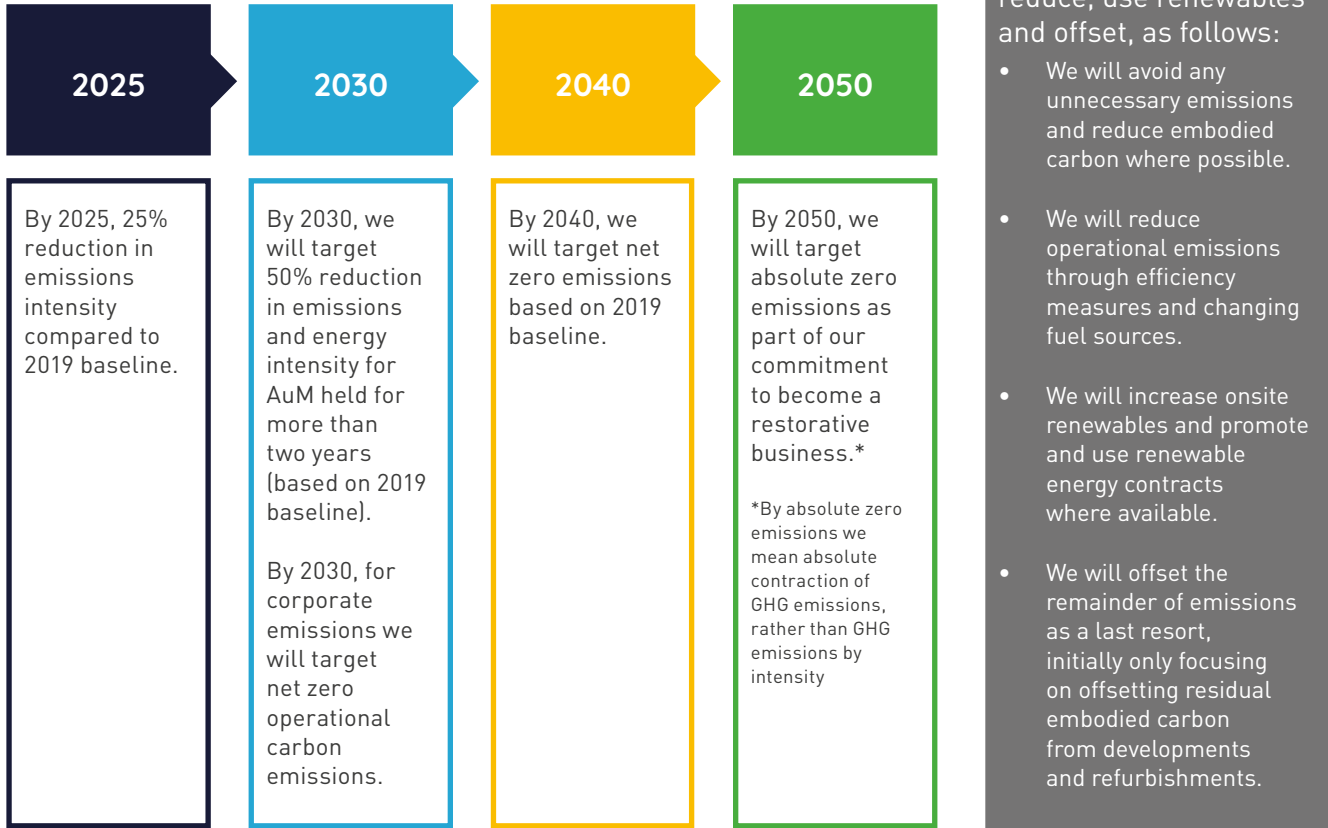 2025
By 2025, 25%
reduction in
emissions
intensity
compared to
2019 baseline.
2030
By 2030, we
will target
50% reduction
in emissions
and energy
intensity for
AuM held for
more than
two years
(based on 2019
baseline).
By 2030, for
corporate
emissions we
will target
net zero
operational
carbon
emissions.
2040
By 2040, we
will target net
zero emissions
based on 2019
baseline.
2050
By 2050, we
will target
absolute zero
emissions as
part of our
commitment
to become a
restorative
business.*
*By absolute zero
emissions we
mean absolute
contraction of
GHG emissions,
rather than GHG
emissions by
intensity
reduce, use renewables
and offset, as follows:
• We will avoid any
unnecessary emissions
and reduce embodied
carbon where possible.
• We will reduce
operational emissions
through efficiency
measures and changing
fuel sources.
• We will increase onsite
renewables and promote
and use renewable
energy contracts
where available.
• We will offset the
remainder of emissions
as a last resort,
initially only focusing
on offsetting residual
embodied carbon
from developments
and refurbishments.